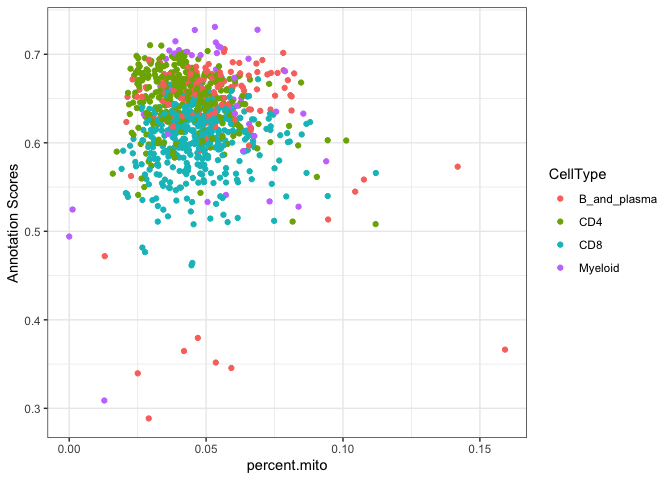 0.7
0.6
0.5
0.4
0.3
Annotation Scores
0.00
0.05
0.10
0.15
percent.mito
CellType
B_and_plasma
CD4
CD8
Myeloid